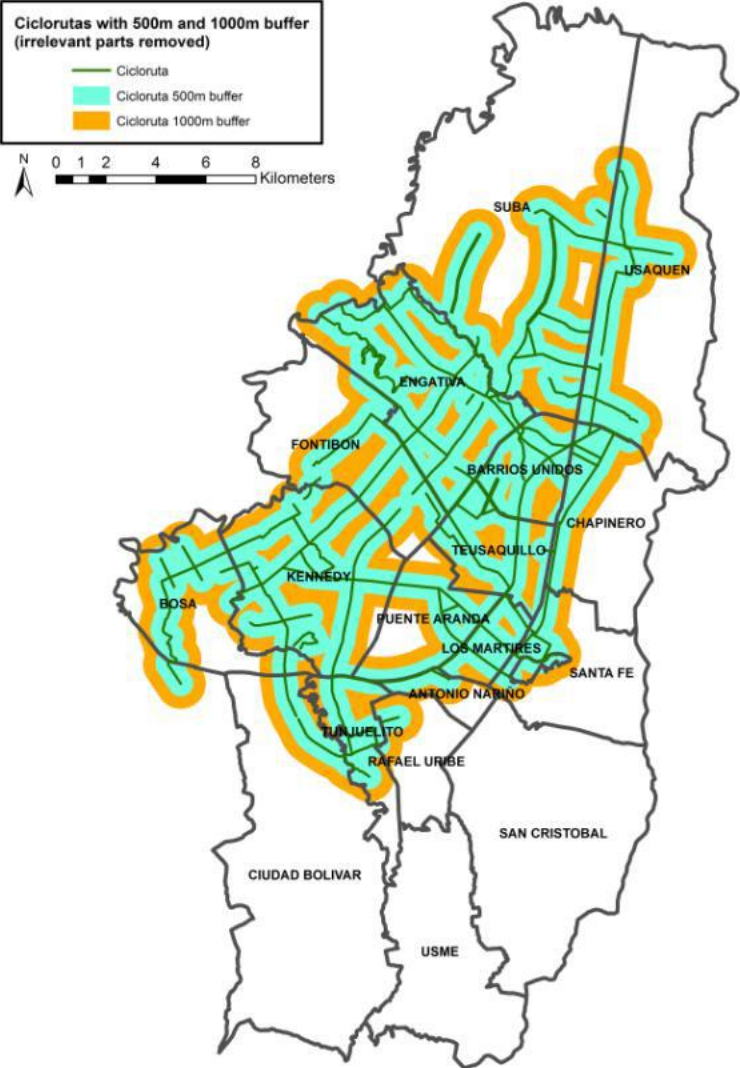 Ciclorutas with 500m and 1000m buffer
(irrelevant parts removed)
Cicloruta
Cicloruta 500m buffer
Cicloruta 1000m buffer
N
0 1 2 4 6 8
Kilometers
SUBA
USAQUEN
ENGATIVA
FONTIBON
BARRIOS UNIDOS
CHAPINERO
TEUSAQUILLO
KENNEDY
BOSA
PUENTE ARANDA
LOS MARTIRES
SANTA FE
ANTONIO NARIÑO
TUNJUELITO
RAFAEL URIBE
SAN CRISTOBAL
CIUDAD BOLIVAR
USME